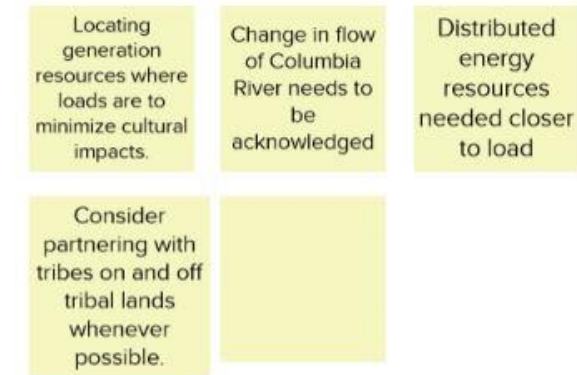 Locating
generation
resources where
loads are to
minimize cultural
impacts.
Change in flow
of Columbia
River needs to
be
acknowledged
Distributed
energy
resources
needed closer
to load
Consider
partnering with
tribes on and off
tribal lands
whenever
possible.